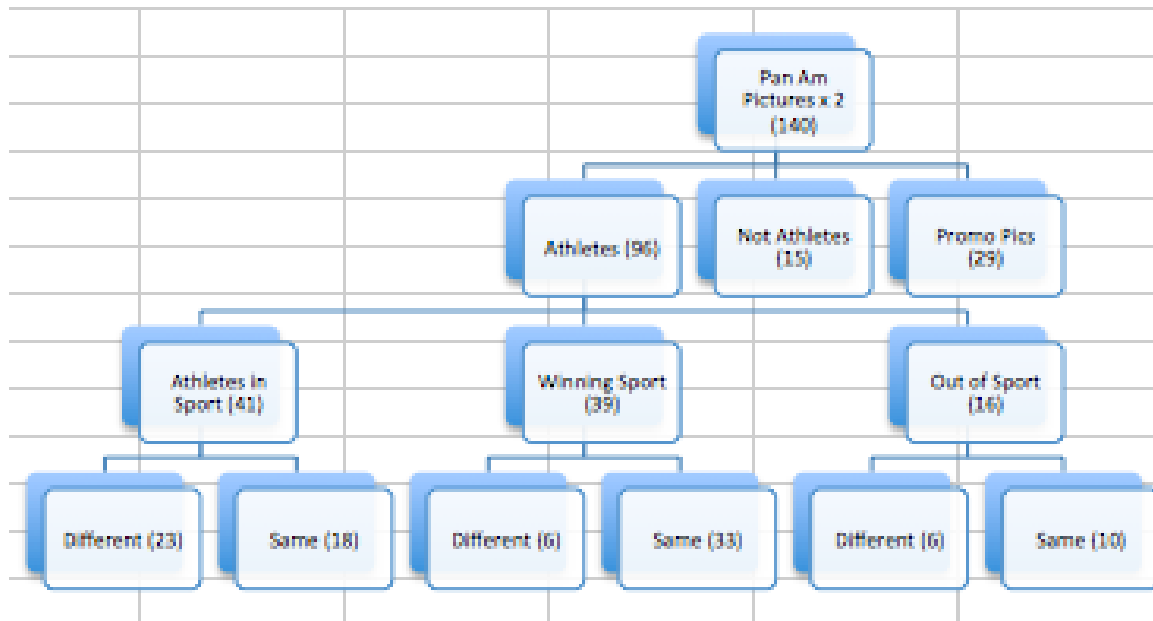 Pan Am
Pictures x 2
(140)
Athletes (96)
Not Athletes
(15)
Promo Pics
(29)
Athletes in
Sport (41)
Winning Sport
(39)
Out of Sport
(16)
Different (23)
Same (18)
Different (6)
Same (33)
Different (6)
Same (10)